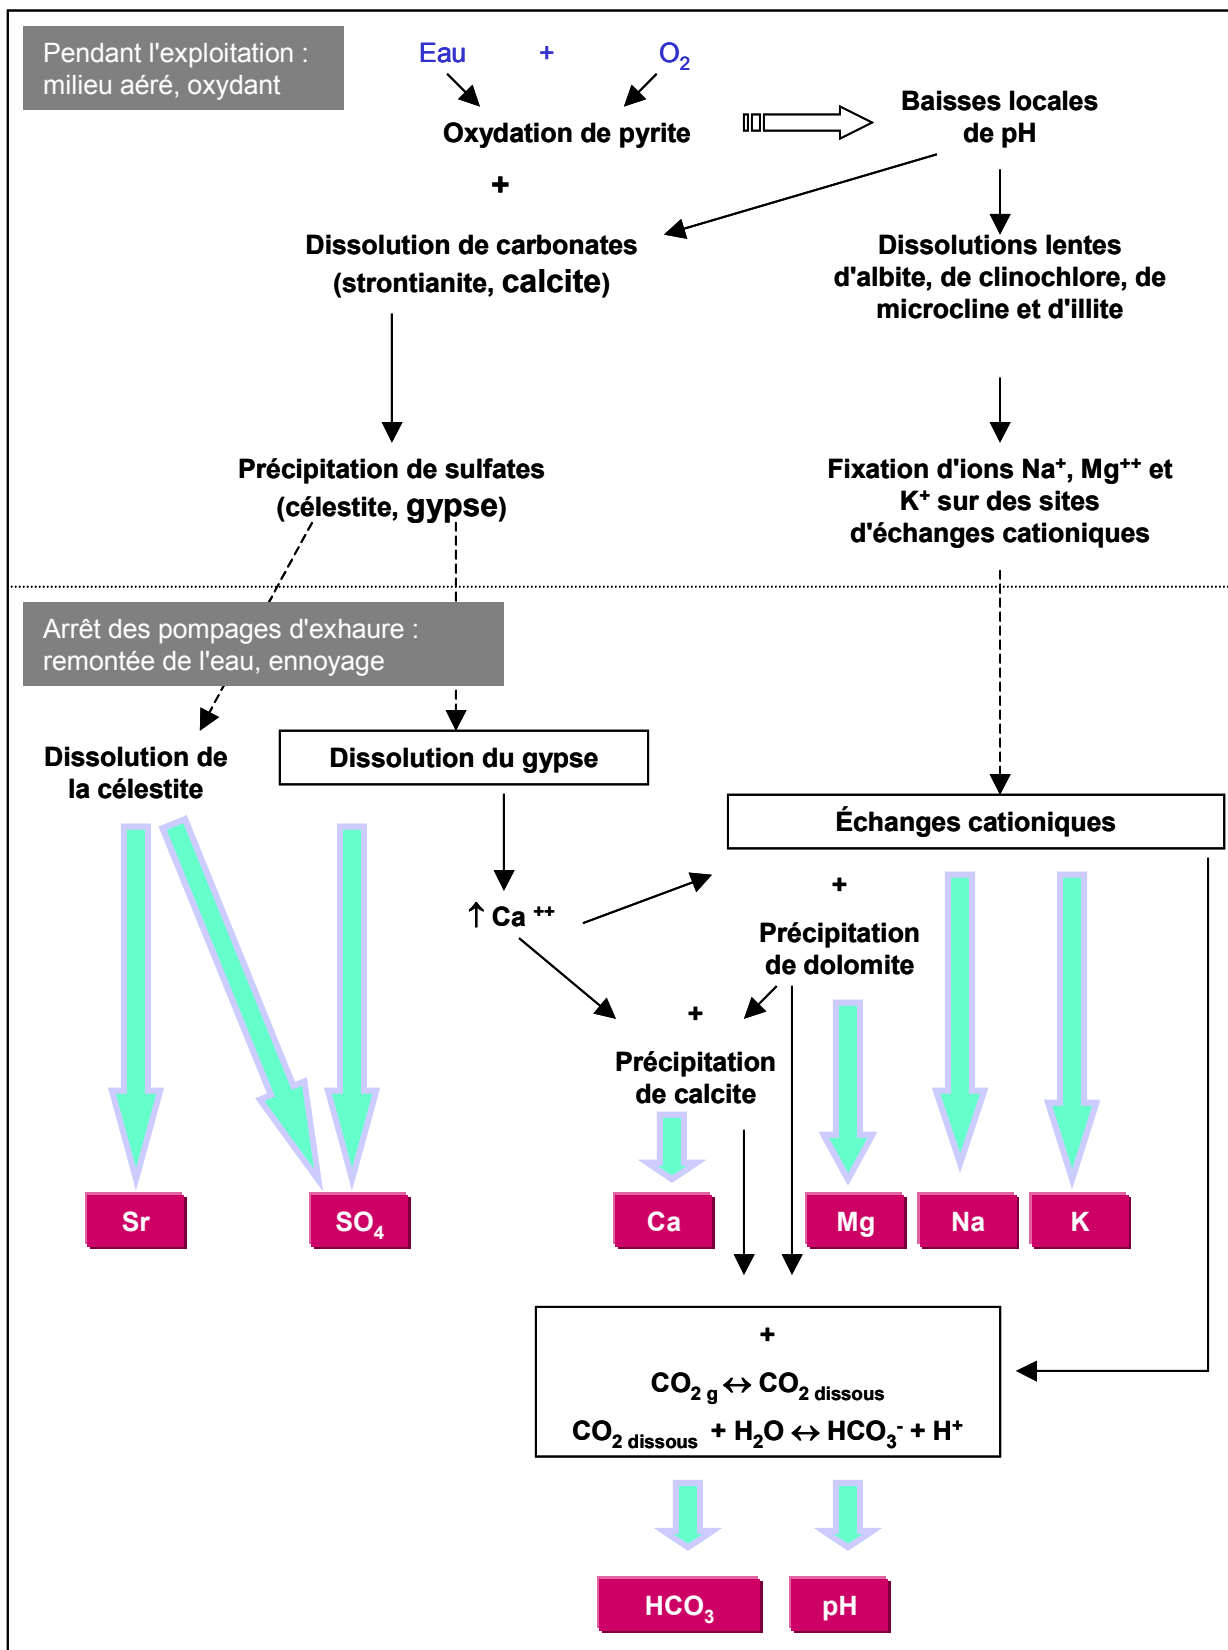 Pendant l'exploitation :
milieu aéré, oxydant
Eau + O₂
Oxydation de pyrite
Baisses locales
de pH
+
Dissolution de carbonates
(strontianite, calcite)
Dissolutions lentes
d'albite, de clinochlore, de
microcline et d'illite
Précipitation de sulfates
(célestite, gypse)
Fixation d'ions Na⁺, Mg⁺⁺ et
K⁺ sur des sites
d'échanges cationiques
Arrêt des pompages d'exhaure :
remontée de l'eau, ennoyage
Dissolution de
la célestite
Dissolution du gypse
Échanges cationiques
↑ Ca ⁺⁺
+
Précipitation
de dolomite
+
Précipitation
de calcite
Sr
SO₄
Ca
Mg
Na
K
+
CO₂ g ↔ CO₂ dissous
CO₂ dissous + H₂O ↔ HCO₃⁻ + H⁺
HCO₃
pH